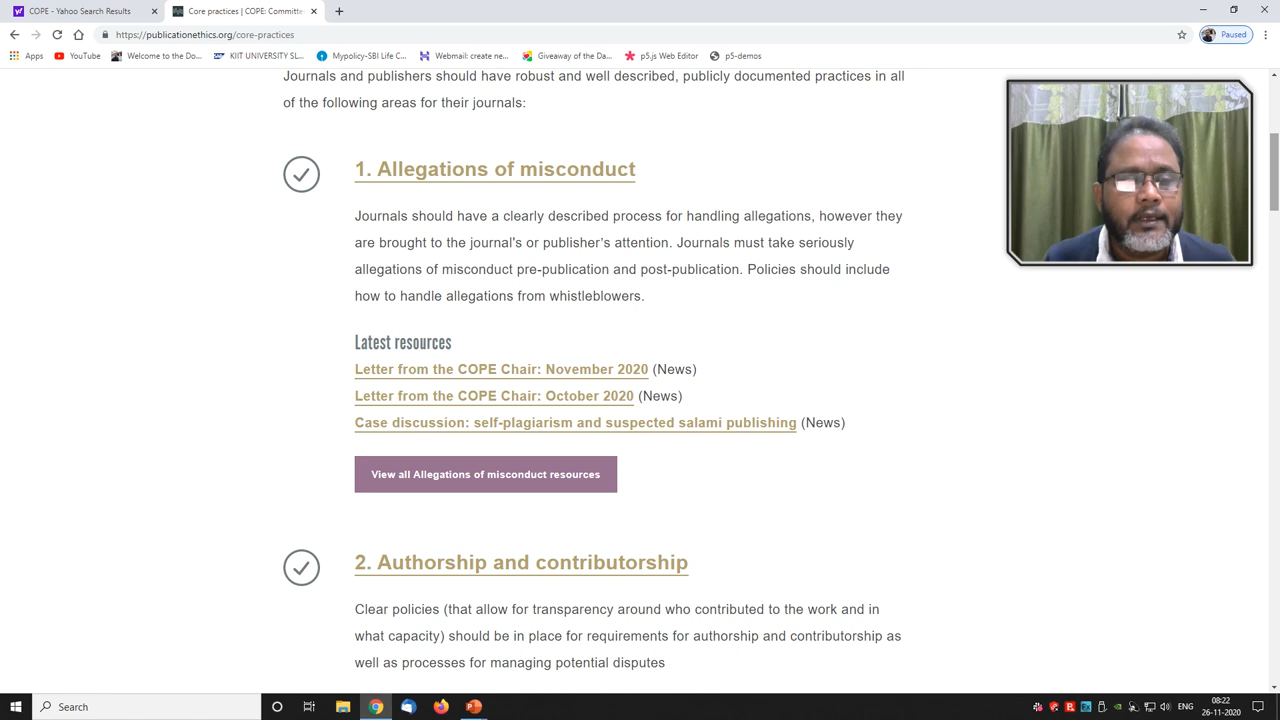 COPE - Yahoo Search Results
Core practices | COPE: Committe
https://publicationethics.org/core-practices
Paused
Apps
YouTube
Welcome to the Do...
KIIT UNIVERSITY SL...
Mypolicy-SBI Life C...
Webmail: create ne...
Giveaway of the Da...
p5.js Web Editor
p5-demos
Journals and publishers should have robust and well described, publicly documented practices in all
of the following areas for their journals:
1. Allegations of misconduct
Journals should have a clearly described process for handling allegations, however they
are brought to the journal's or publisher's attention. Journals must take seriously
allegations of misconduct pre-publication and post-publication. Policies should include
how to handle allegations from whistleblowers.
Latest resources
Letter from the COPE Chair: November 2020 (News)
Letter from the COPE Chair: October 2020 (News)
Case discussion: self-plagiarism and suspected salami publishing (News)
View all Allegations of misconduct resources
2. Authorship and contributorship
Clear policies (that allow for transparency around who contributed to the work and in
what capacity) should be in place for requirements for authorship and contributorship as
well as processes for managing potential disputes
Search
ENG
08:22
26-11-2020